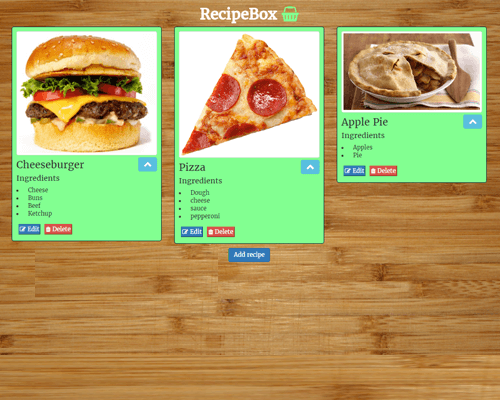 RecipeBox
Cheeseburger
Ingredients
Cheese
Buns
Beef
Ketchup
Edit Delete
Pizza
Ingredients
Dough
cheese
sauce
pepperoni
Edit Delete
Apple Pie
Ingredients
Apples
Pie
Edit Delete
Add recipe